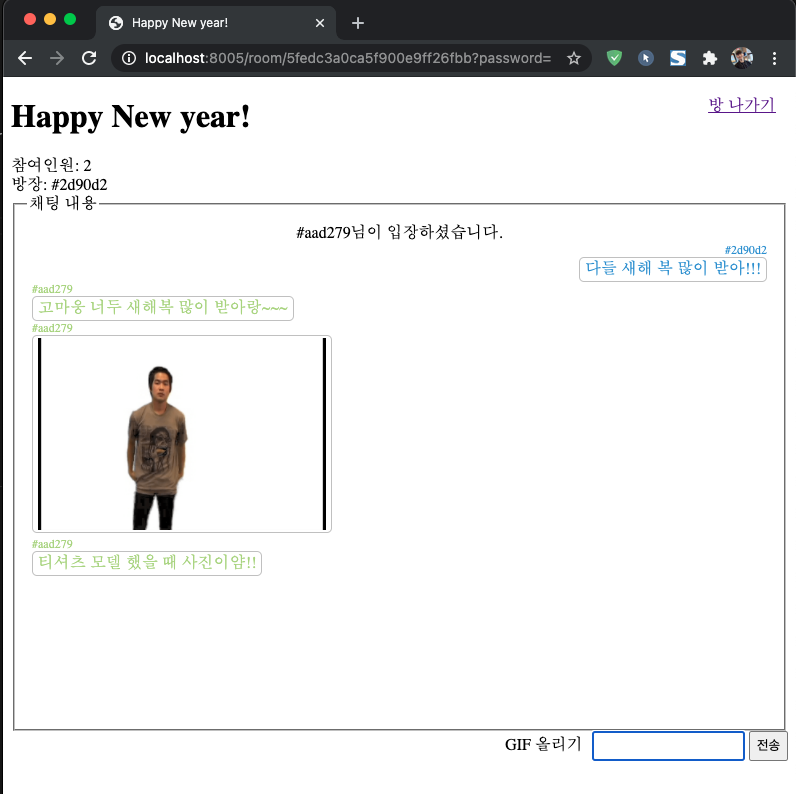 Happy New year!
localhost:8005/room/5fedc3a0ca5f900e9ff26fbb?password=
Happy New year!
방 나가기
참여인원: 2
방장: #2d90d2
채팅 내용
#aad279님이 입장하셨습니다.
#2d90d2
다들 새해 복 많이 받아!!!
#aad279
고마웅 너두 새해복 많이 받아랑~~~
#aad279
#aad279
티셔츠 모델 했을 때 사진이얌!!
GIF 올리기
전송